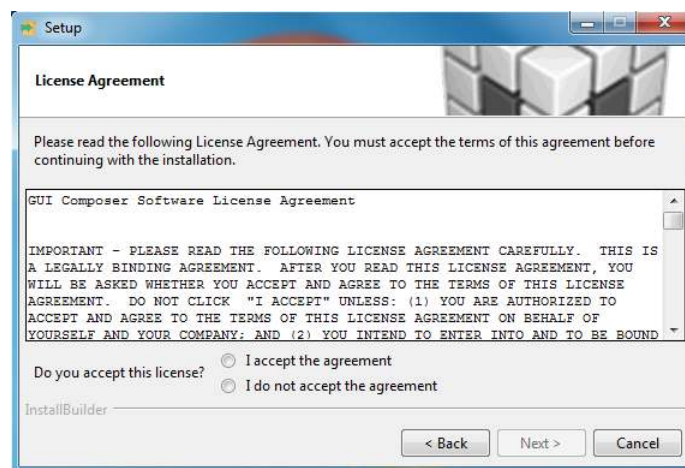 Setup
License Agreement
Please read the following License Agreement. You must accept the terms of this agreement before
continuing with the installation.
GUI Composer Software License Agreement
IMPORTANT - PLEASE READ THE FOLLOWING LICENSE AGREEMENT CAREFULLY.  THIS IS
A LEGALLY BINDING AGREEMENT.  AFTER YOU READ THIS LICENSE AGREEMENT, YOU
WILL BE ASKED WHETHER YOU ACCEPT AND AGREE TO THE TERMS OF THIS LICENSE
AGREEMENT.  DO NOT CLICK  "I ACCEPT" UNLESS: (1) YOU ARE AUTHORIZED TO
ACCEPT AND AGREE TO THE TERMS OF THIS LICENSE AGREEMENT ON BEHALF OF
YOURSELF AND YOUR COMPANY; AND (2) YOU INTEND TO ENTER INTO AND TO BE BOUND
Do you accept this license?
I accept the agreement
I do not accept the agreement
InstallBuilder
< Back
Next >
Cancel